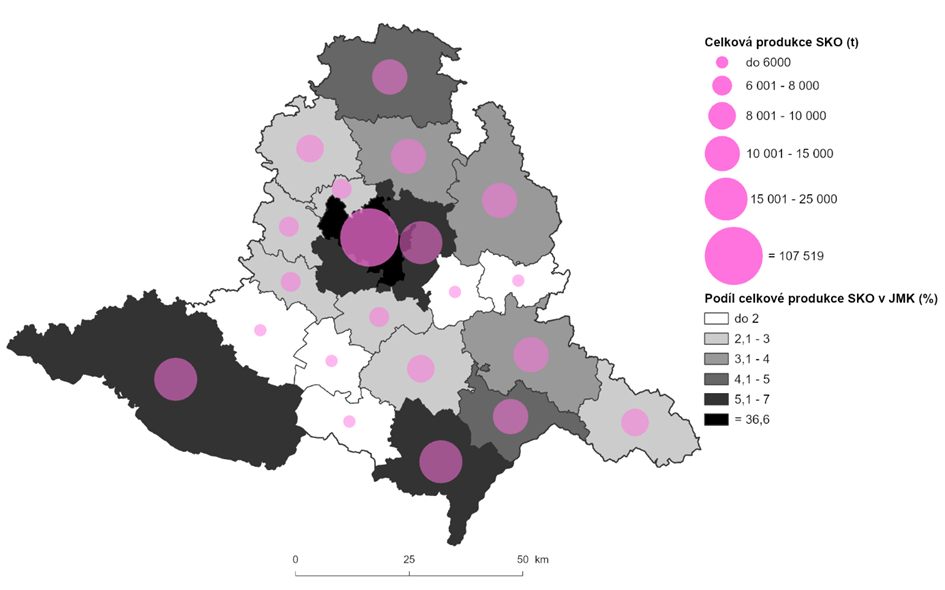 Celková produkce SKO (t)
do 6000
6 001 - 8 000
8 001 - 10 000
10 001 - 15 000
15 001 - 25 000
= 107 519
Podíl celkové produkce SKO v JMK (%)
do 2
2,1 - 3
3,1 - 4
4,1 - 5
5,1 - 7
= 36,6
0 25 50 km